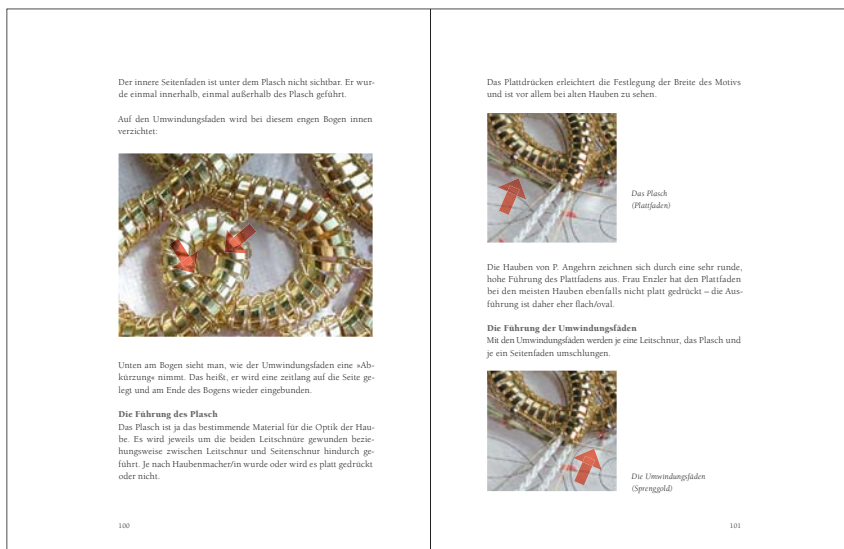 Der innere Seitenfaden ist unter dem Plasch nicht sichtbar. Er wur-
de einmal innerhalb, einmal außerhalb des Plasch geführt.
Auf den Umwindungsfaden wird bei diesem engen Bogen innen
verzichtet:
Unten am Bogen sieht man, wie der Umwindungsfaden eine »Ab-
kürzung« nimmt. Das heißt, er wird eine zeitlang auf die Seite ge-
legt und am Ende des Bogens wieder eingebunden.
Die Führung des Plasch
Das Plasch ist ja das bestimmende Material für die Optik der Hau-
be. Es wird jeweils um die beiden Leitschnüre gewunden bezie-
hungsweise zwischen Leitschnur und Seitenschnur hindurch ge-
führt. Je nach Haubenmacher/in wurde oder wird es platt gedrückt
oder nicht.
100
Das Plattdrücken erleichtert die Festlegung der Breite des Motivs
und ist vor allem bei alten Hauben zu sehen.
Das Plasch
(Plattfaden)
Die Hauben von P. Angehrn zeichnen sich durch eine sehr runde,
hohe Führung des Plattfadens aus. Frau Enzler hat den Plattfaden
bei den meisten Hauben ebenfalls nicht platt gedrückt – die Aus-
führung ist daher eher flach/oval.
Die Führung der Umwindungsfäden
Mit den Umwindungsfäden werden je eine Leitschnur, das Plasch und
je ein Seitenfaden umschlungen.
Die Umwindungsfäden
(Sprenggold)
101